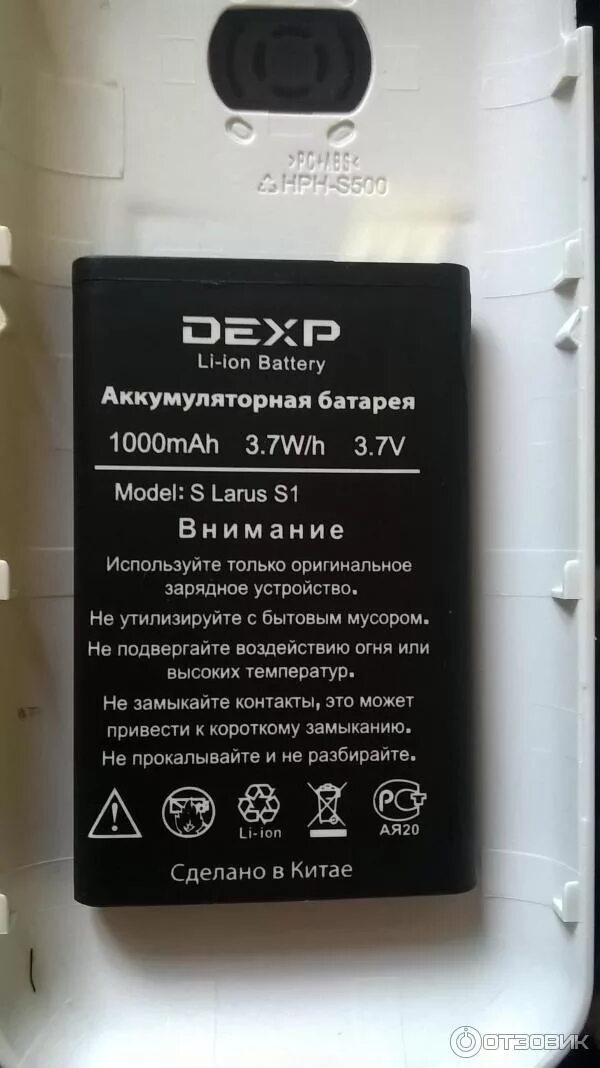 >PC+ABS<
HPH-S500
DEXP
Li-ion Battery
Аккумуляторная батарея
1000mAh 3.7W/h 3.7V
Model: S Larus S1
Внимание
Используйте только оригинальное
зарядное устройство.
Не утилизируйте с бытовым мусором.
Не подвергайте воздействию огня или
высоких температур.
Не замыкайте контакты, это может
привести к короткому замыканию.
Не прокалывайте и не разбирайте.
Li-ion
РСТ
АЯ20
Сделано в Китае
ОТЗОВИК